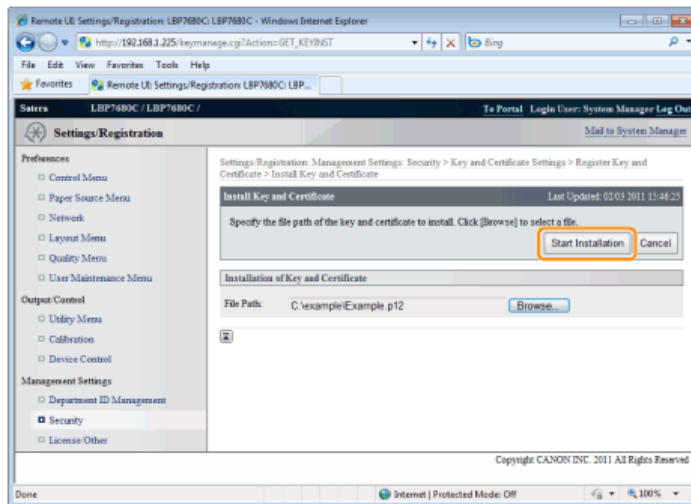 Remote UI: Settings/Registration: LBP7680C: LBP7680C - Windows Internet Explorer
http://192.168.1.225/keymanage.cgi?Action=GET_KEYINST
Bing
File Edit View Favorites Tools Help
Favorites
Remote UI: Settings/Registration: LBP7680C: LBP...
Satera LBP7680C / LBP7680C /
To Portal Login User: System Manager Log Out
Settings/Registration
Mail to System Manager
Preferences
Control Menu
Paper Source Menu
Network
Layout Menu
Quality Menu
User Maintenance Menu
Output/Control
Utility Menu
Calibration
Device Control
Management Settings
Department ID Management
Security
License/Other
Settings/Registration: Management Settings: Security > Key and Certificate Settings > Register Key and
Certificate > Install Key and Certificate
Install Key and Certificate
Last Updated: 02/03 2011 15:46:25
Specify the file path of the key and certificate to install. Click [Browse] to select a file.
Start Installation
Cancel
Installation of Key and Certificate
File Path:
C:\example\Example.p12
Browse...
Copyright CANON INC. 2011 All Rights Reserved
Done
Internet | Protected Mode: Off
100%